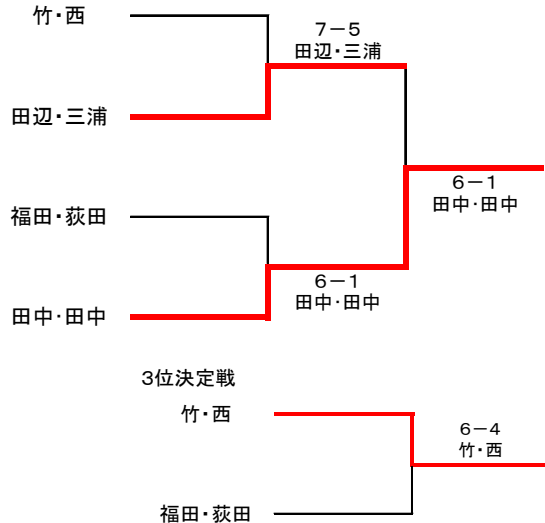 竹・西
7－5
田辺・三浦
田辺・三浦
6－1
田中・田中
福田・荻田
6－1
田中・田中
田中・田中
3位決定戦
竹・西
6－4
竹・西
福田・荻田